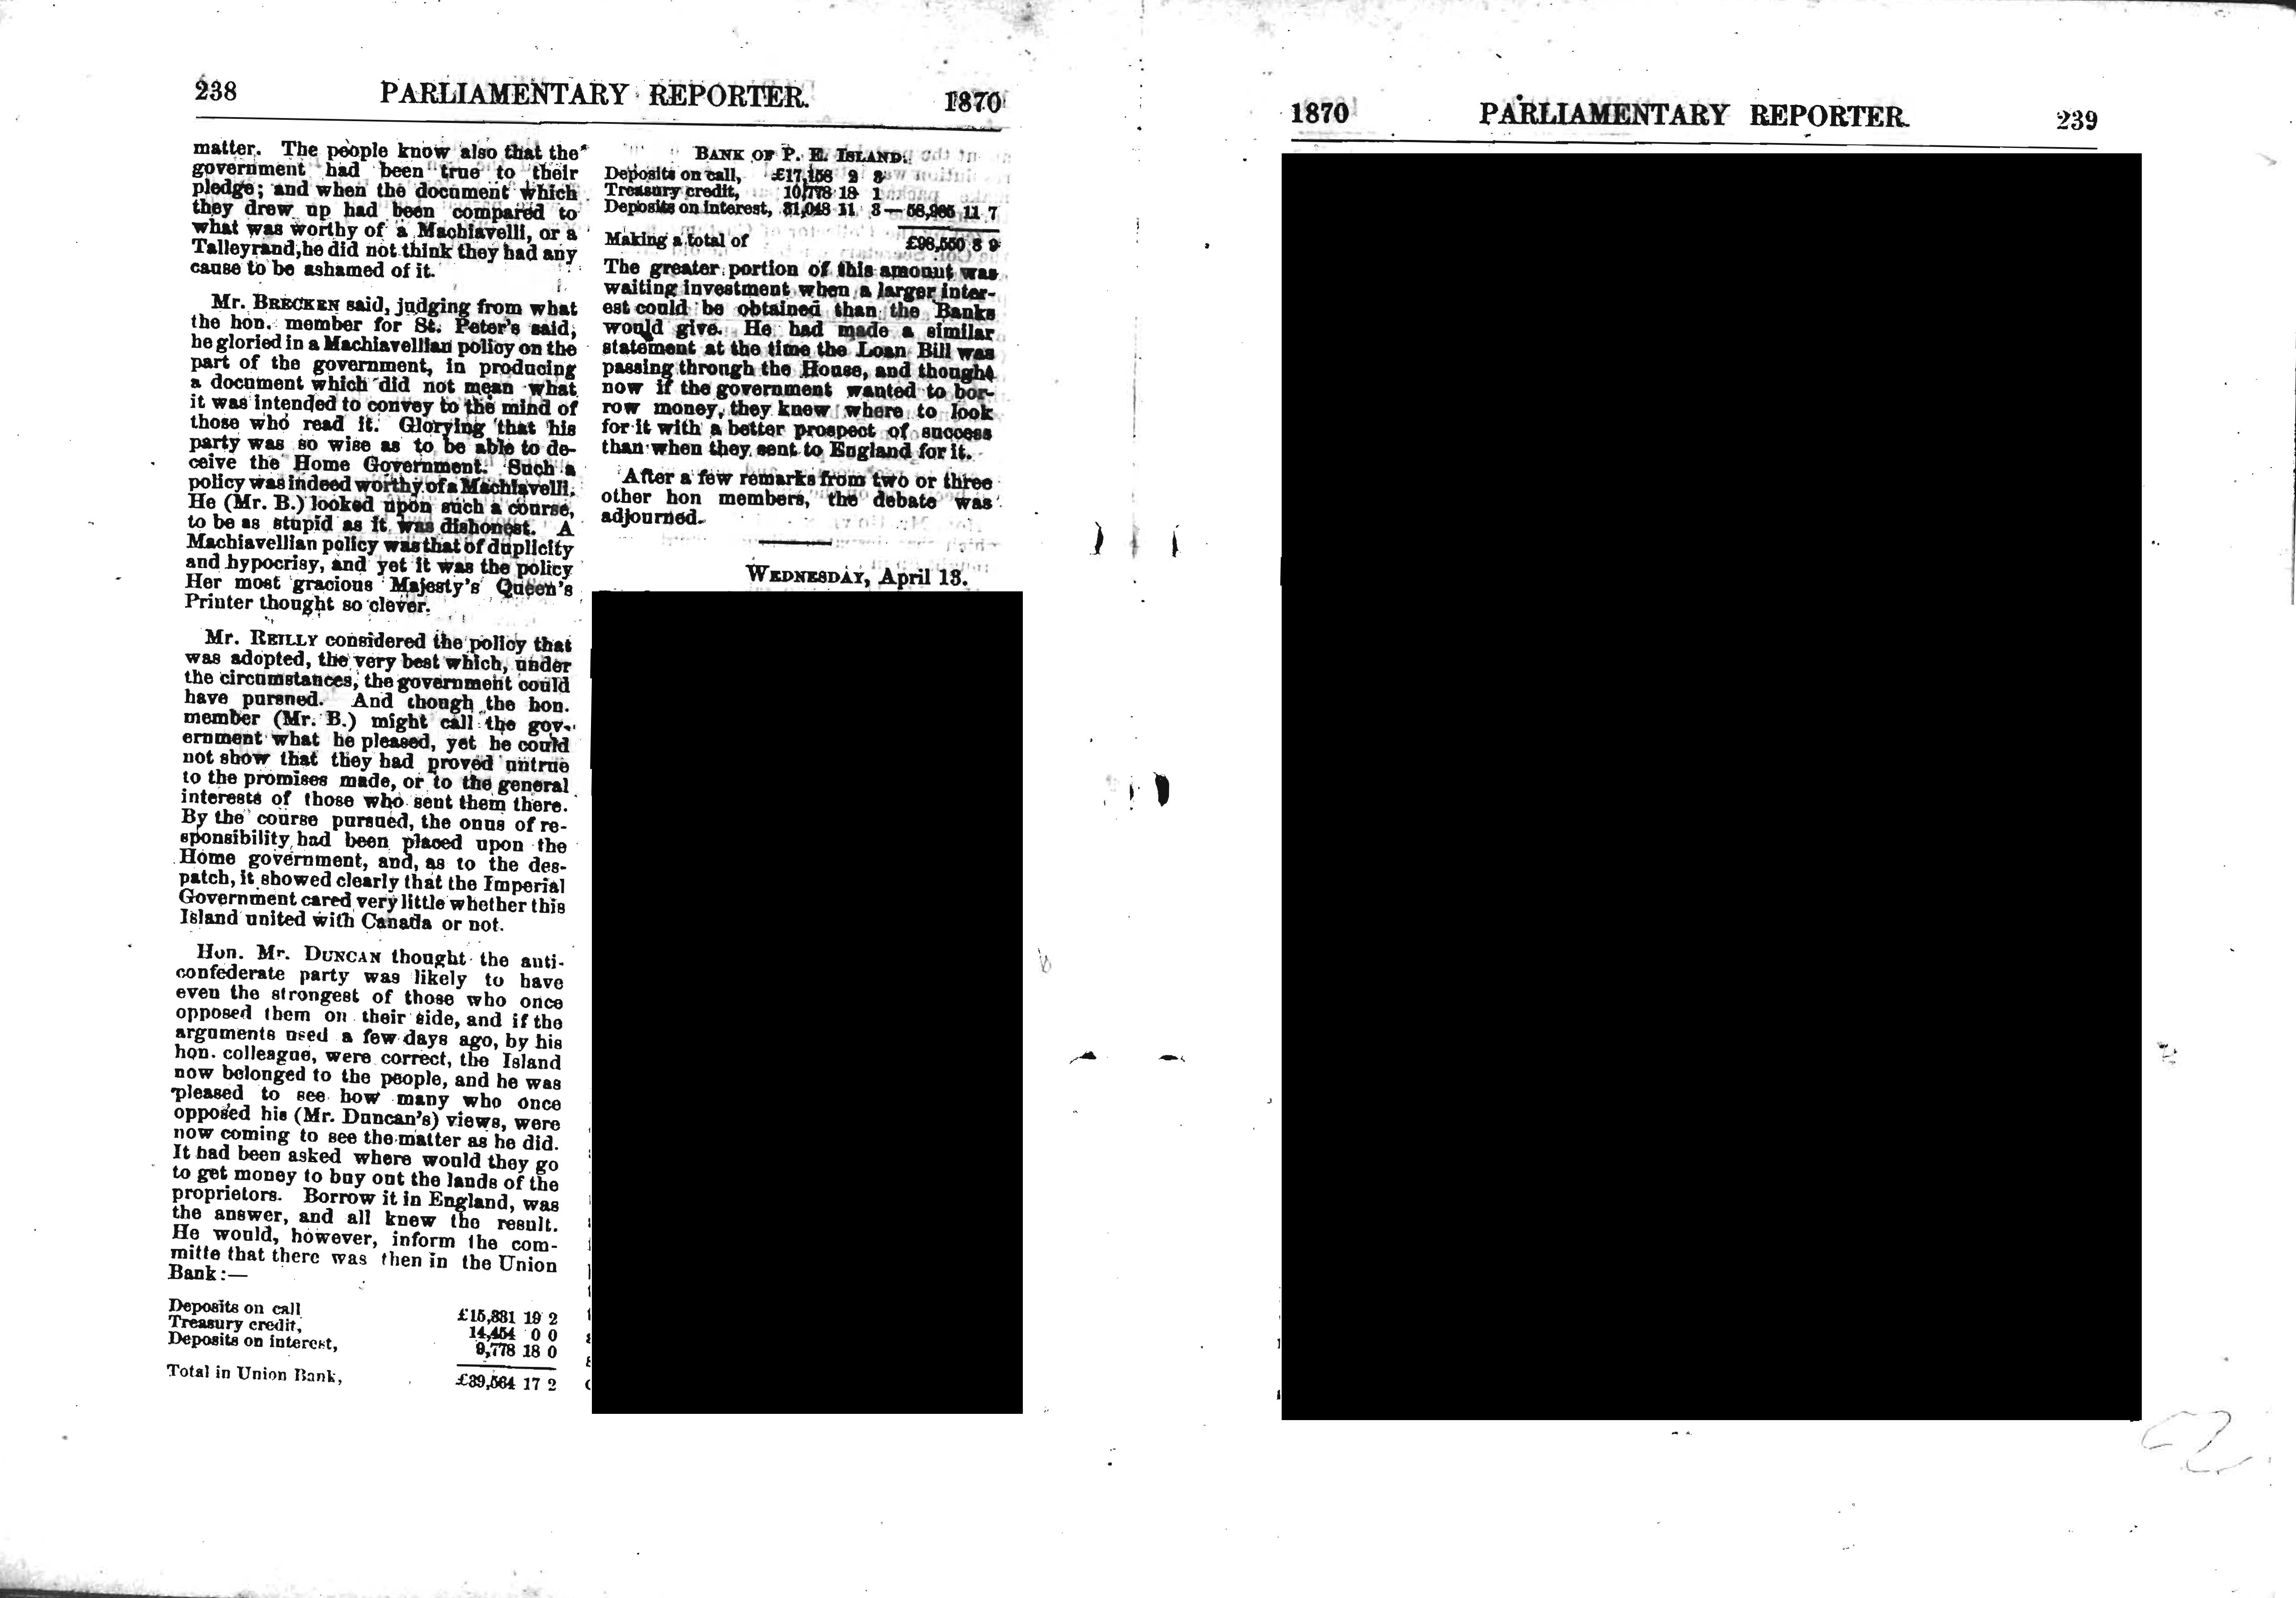 238 PARLIAMENTARY REPORTER. 1870
matter. The people know also that the
government had been true to their
pledge; and when the document which
they drew up had been compared to
what was worthy of a Machiavelli, or a
Talleyrand, he did not think they had any
cause to be ashamed of it.
Mr. BRECKEN said, judging from what
the hon. member for St. Peter's said,
he gloried in a Machiavellian policy on the
part of the government, in producing
a document which did not mean what
it was intended to convey to the mind of
those who read it. Glorying that his
party was so wise as to be able to de-
ceive the Home Government. Such a
policy was indeed worthy of a Machiavelli.
He (Mr. B.) looked upon such a course,
to be as stupid as it was dishonest. A
Machiavellian policy was that of duplicity
and hypocrisy, and yet it was the policy
Her most gracious Majesty's Queen's
Printer thought so clever.
Mr. REILLY considered the policy that
was adopted, the very best which, under
the circumstances, the government could
have pursned. And though the hon.
member (Mr. B.) might call the gov-
ernment what he pleased, yet he could
not show that they had proved untrue
to the promises made, or to the general
interests of those who sent them there.
By the course pursued, the onus of re-
sponsibility had been placed upon the
Home government, and, as to the des-
patch, it showed clearly that the Imperial
Government cared very little whether this
Island united with Canada or not.
Hon. Mr. DUNCAN thought the anti-
confederate party was likely to have
even the strongest of those who once
opposed them on their side, and if the
arguments used a few days ago, by his
hon. colleague, were correct, the Island
now belonged to the people, and he was
pleased to see how many who once
opposed his (Mr. Duncan's) views, were
now coming to see the matter as he did.
It had been asked where would they go
to get money to buy out the lands of the
proprietors. Borrow it in England, was
the answer, and all knew the result.
He would, however, inform the com-
mitte that there was then in the Union
Bank:—
Deposits on call £15,331 19 2
Treasury credit, 14,454 0 0
Deposits on interest, 9,778 18 0
Total in Union Bank, £39,564 17 2
BANK OF P. E. ISLAND.
Deposits on call, £17,158 2 3
Treasury credit, 10,778 18 1
Deposits on interest, 31,048 11 3—58,985 11 7
Making a total of £98,550 8 9
The greater portion of this amonut was
waiting investment when a larger inter-
est could be obtained than the Banks
would give. He had made a similar
statement at the time the Loan Bill was
passing through the House, and thought
now if the government wanted to bor-
row money, they knew where to look
for it with a better prospect of success
than when they sent to England for it.
After a few remarks from two or three
other hon members, the debate was
adjourned.
WEDNESDAY, April 13.
1870 PARLIAMENTARY REPORTER. 239